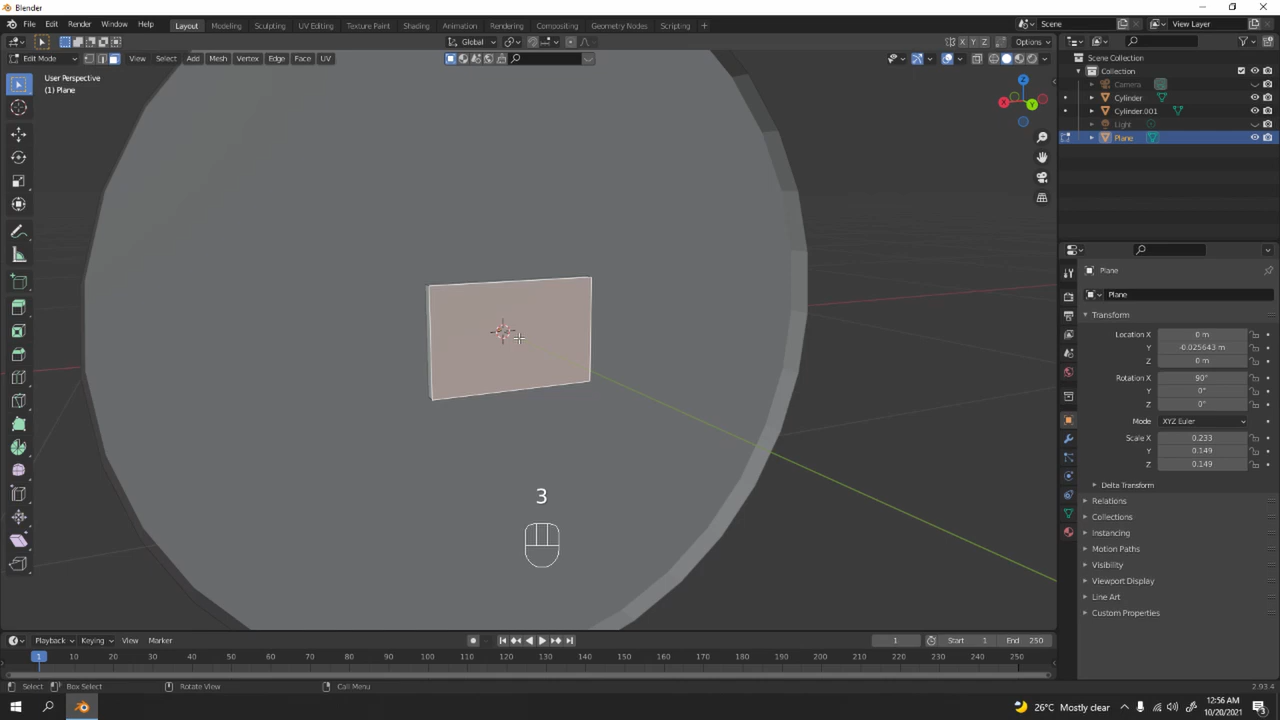 Blender
File Edit Render Window Help Layout Modeling Sculpting UV Editing Texture Paint Shading Animation Rendering Compositing Geometry Nodes Scripting + Scene View Layer
Global X Y Z Options
Edit Mode View Select Add Mesh Vertex Edge Face UV
User Perspective
(1) Plane
Z
X
Y
3
Scene Collection
Collection
Camera
Cylinder
Cylinder.001
Light
Plane
Plane
Plane
Transform
Location X 0 m
Y -0.025643 m
Z 0 m
Rotation X 90°
Y 0°
Z 0°
Mode XYZ Euler
Scale X 0.233
Y 0.149
Z 0.149
Delta Transform
Relations
Collections
Instancing
Motion Paths
Visibility
Viewport Display
Line Art
Custom Properties
Playback Keying View Marker 1 Start 1 End 250
1 10 20 30 40 50 60 70 80 90 100 110 120 130 140 150 160 170 180 190 200 210 220 230 240 250
Select Box Select Rotate View Call Menu 2.93.4
26°C Mostly clear 12:56 AM
10/20/2021
3